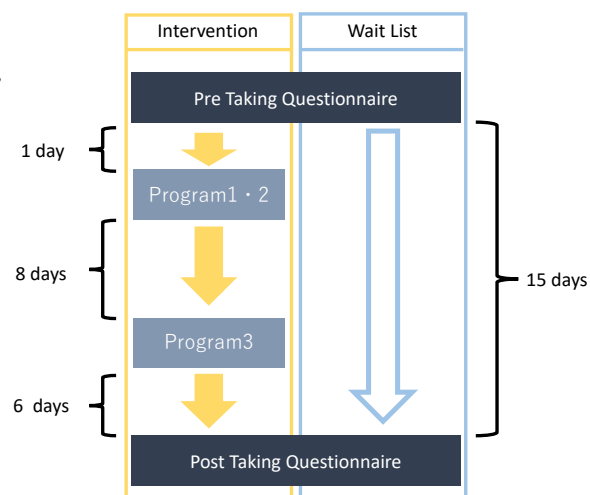 Intervention
Wait List
Pre Taking Questionnaire
1 day
Program1・2
8 days
15 days
Program3
6 days
Post Taking Questionnaire